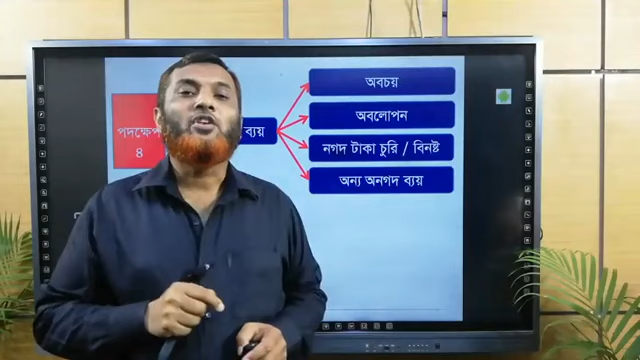 পদক্ষেপ
৪
ব্যয়
অবচয়
অবলোপন
নগদ টাকা চুরি / বিনষ্ট
অন্য অনগদ ব্যয়